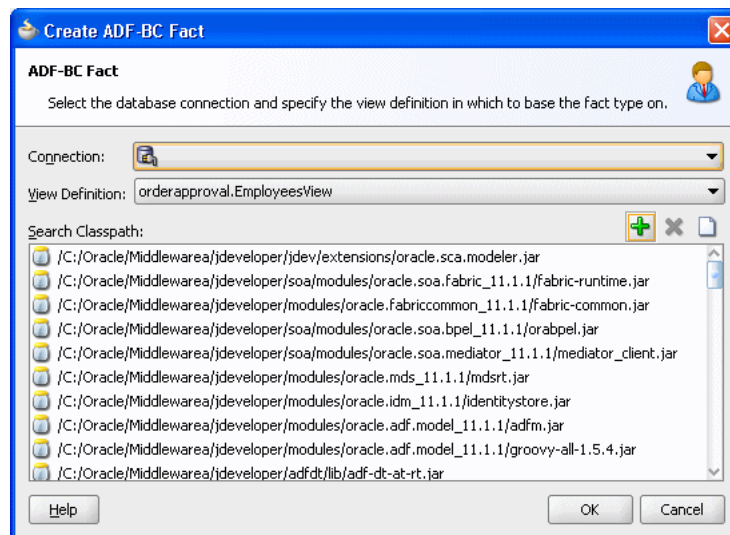 Create ADF-BC Fact
ADF-BC Fact
Select the database connection and specify the view definition in which to base the fact type on.
Connection:
View Definition: orderapproval.EmployeesView
Search Classpath:
/C:/Oracle/Middlewarea/jdeveloper/jdev/extensions/oracle.sca.modeler.jar
/C:/Oracle/Middlewarea/jdeveloper/soa/modules/oracle.soa.fabric_11.1.1/fabric-runtime.jar
/C:/Oracle/Middlewarea/jdeveloper/modules/oracle.fabriccommon_11.1.1/fabric-common.jar
/C:/Oracle/Middlewarea/jdeveloper/soa/modules/oracle.soa.bpel_11.1.1/orabpel.jar
/C:/Oracle/Middlewarea/jdeveloper/soa/modules/oracle.soa.mediator_11.1.1/mediator_client.jar
/C:/Oracle/Middlewarea/jdeveloper/modules/oracle.mds_11.1.1/mdsrt.jar
/C:/Oracle/Middlewarea/jdeveloper/modules/oracle.idm_11.1.1/identitystore.jar
/C:/Oracle/Middlewarea/jdeveloper/modules/oracle.adf.model_11.1.1/adfm.jar
/C:/Oracle/Middlewarea/jdeveloper/modules/oracle.adf.model_11.1.1/groovy-all-1.5.4.jar
/C:/Oracle/Middlewarea/jdeveloper/adfdt/lib/adf-dt-at-rt.jar
Help OK Cancel